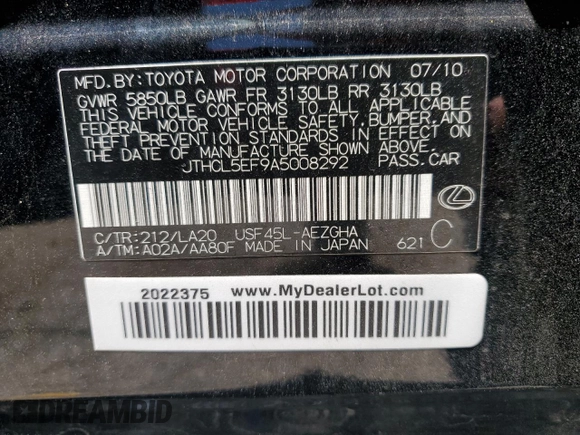 MFD.BY:TOYOTA MOTOR CORPORATION 07/10
GVWR 5850LB GAWR FR 3130LB RR 3130LB
THIS VEHICLE CONFORMS TO ALL APPLICABLE
FEDERAL MOTOR VEHICLE SAFETY,BUMPER,AND
THEFT PREVENTION STANDARDS IN EFFECT
ON THE DATE OF MANUFACTURE SHOWN ABOVE.
JTHCL5EF9A5008292 PASS.CAR
C/TR:212/LA20 USF45L-AEZGHA
A/TM:A02A/AA80F MADE IN JAPAN 621 C
2022375 www.MyDealerLot.com
DREAMBID